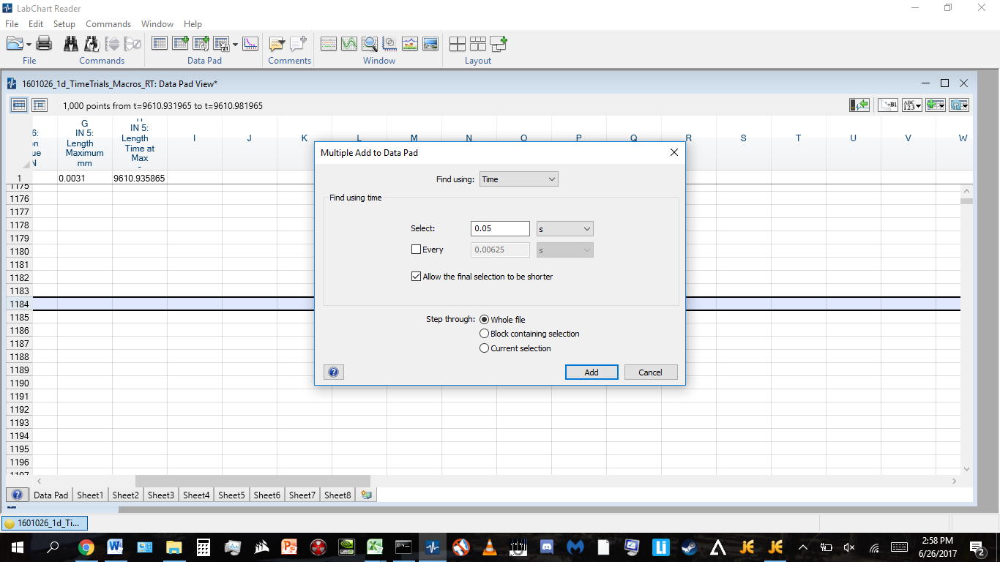 LabChart Reader
File Edit Setup Commands Window Help
File Commands Data Pad Comments Window Layout
1601026_1d_TimeTrials_Macros_RT: Data Pad View*
1,000 points from t=9610.931965 to t=9610.981965
G H I J K L M N O P Q R S T U V W
6: IN 5: IN 5:
Length Length
Maximum Time at
mm Max
N
1 0.0031 9610.935865
1175
1176
1177
1178
1179
1180
1181
1182
1183
1184
1185
1186
1187
1188
1189
1190
1191
1192
1193
1194
1195
1196
1197
Multiple Add to Data Pad
Find using: Time
Find using time
Select: 0.05 s
Every 0.00625 s
Allow the final selection to be shorter
Step through: Whole file
Block containing selection
Current selection
Add Cancel
Data Pad Sheet1 Sheet2 Sheet3 Sheet4 Sheet5 Sheet6 Sheet7 Sheet8
1601026_1d_Ti...
2:58 PM
6/26/2017
2